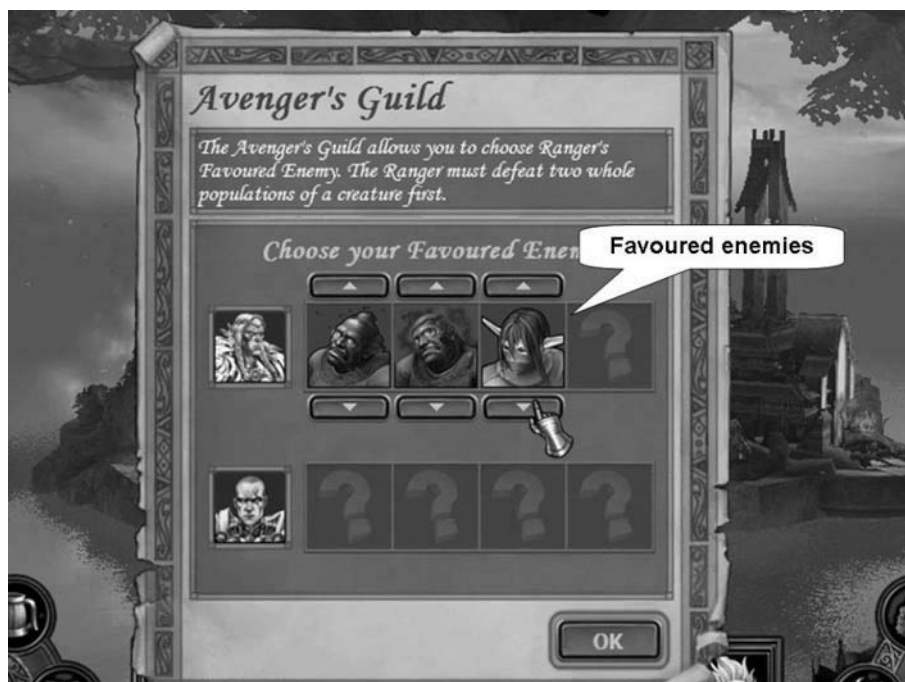 Avenger's Guild
The Avenger's Guild allows you to choose Ranger's
Favoured Enemy. The Ranger must defeat two whole
populations of a creature first.
Choose your Favoured Enem
Favoured enemies
? 
? ? ? ?
OK